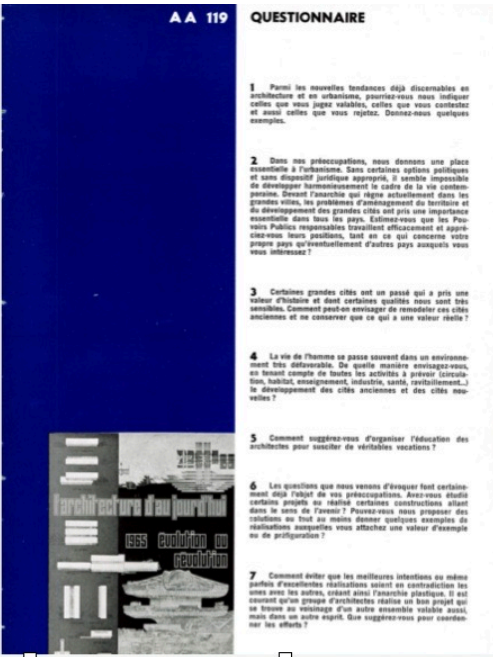 AA 119
QUESTIONNAIRE
1 Parmi les nouvelles tendances déjà discernables en
architecture et en urbanisme, pourriez-vous nous indiquer
celles que vous jugez valables, celles que vous contestez
et aussi celles que vous rejetez. Donnez-nous quelques
exemples.
2 Dans nos préoccupations, nous donnons une place
essentielle à l'urbanisme. Sans certaines options politiques
et sans dispositif juridique approprié, il semble impossible
de développer harmonieusement le cadre de la vie contem-
poraine. Devant l'anarchie qui règne actuellement dans les
grandes villes, les problèmes d'aménagement du territoire et
du développement des grandes cités ont pris une importance
essentielle dans tous les pays. Estimez-vous que les Pou-
voirs Publics responsables travaillent efficacement et appré-
ciez-vous leurs positions, tant en ce qui concerne votre
propre pays qu'éventuellement d'autres pays auxquels vous
vous intéressez ?
3 Certaines grandes cités ont un passé qui a pris une
valeur d'histoire et dont certaines qualités nous sont très
sensibles. Comment peut-on envisager de remodeler ces cités
anciennes et ne conserver que ce qui a une valeur réelle ?
4 La vie de l'homme se passe souvent dans un environne-
ment très défavorable. De quelle manière envisagez-vous,
en tenant compte de toutes les activités à prévoir (circula-
tion, habitat, enseignement, industrie, santé, ravitaillement...)
le développement des cités anciennes et des cités nou-
velles ?
5 Comment suggérez-vous d'organiser l'éducation des
architectes pour susciter de véritables vocations ?
6 Les questions que nous venons d'évoquer font certaine-
ment déjà l'objet de vos préoccupations. Avez-vous étudié
certains projets ou réalisé certaines constructions allant
dans le sens de l'avenir ? Pouvez-vous nous proposer des
solutions ou tout au moins donner quelques exemples de
réalisations auxquelles vous attachez une valeur d'exemple
ou de préfiguration ?
7 Comment éviter que les meilleures intentions ou même
parfois d'excellentes réalisations soient en contradiction les
unes avec les autres, créant ainsi l'anarchie plastique. Il est
courant qu'un groupe d'architectes réalise un bon projet qui
se trouve au voisinage d'un autre ensemble valable aussi,
mais dans un autre esprit. Que suggérez-vous pour coordon-
ner les efforts ?
l'architecture d'aujourd'hui
1965 évolution ou
révolution